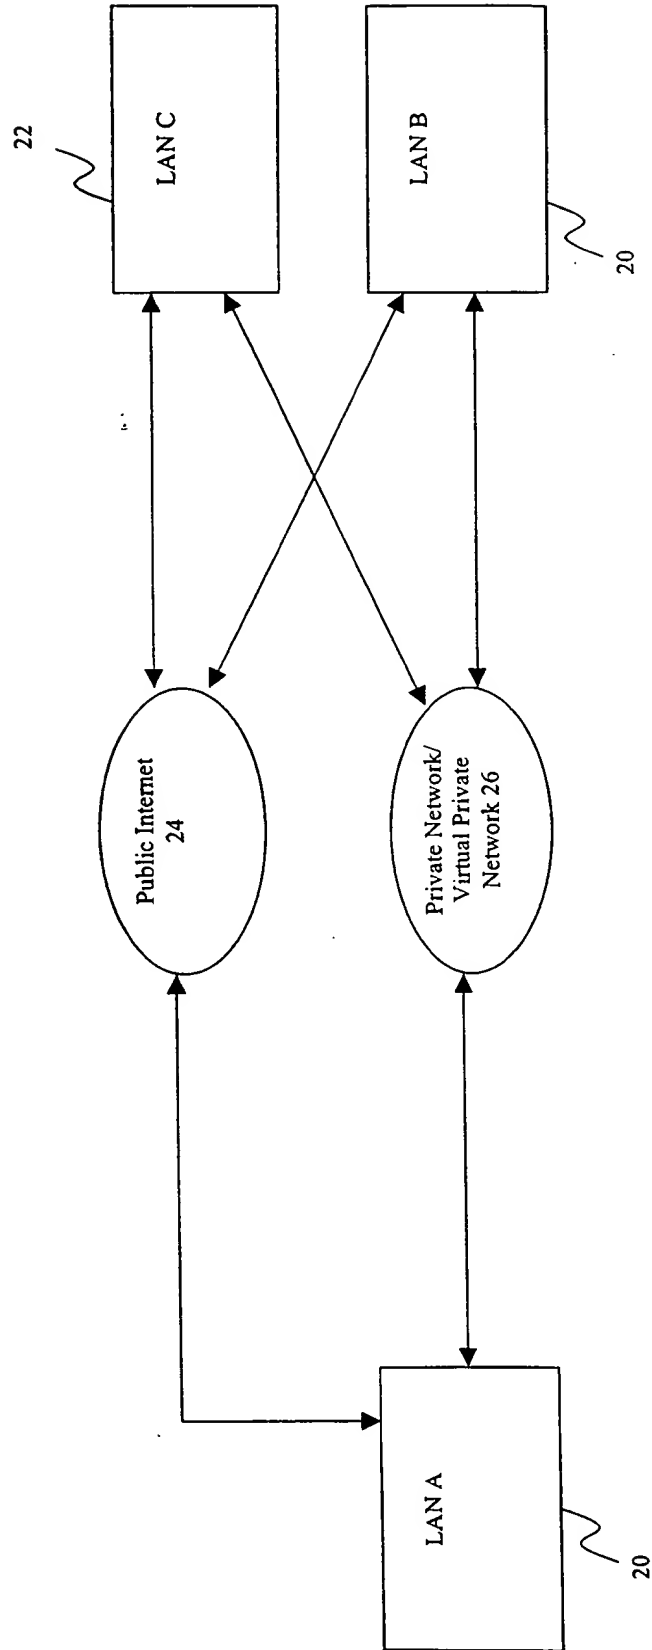 22
LAN C
LAN B
20
Public Internet
24
Private Network/
Virtual Private
Network 26
LAN A
20